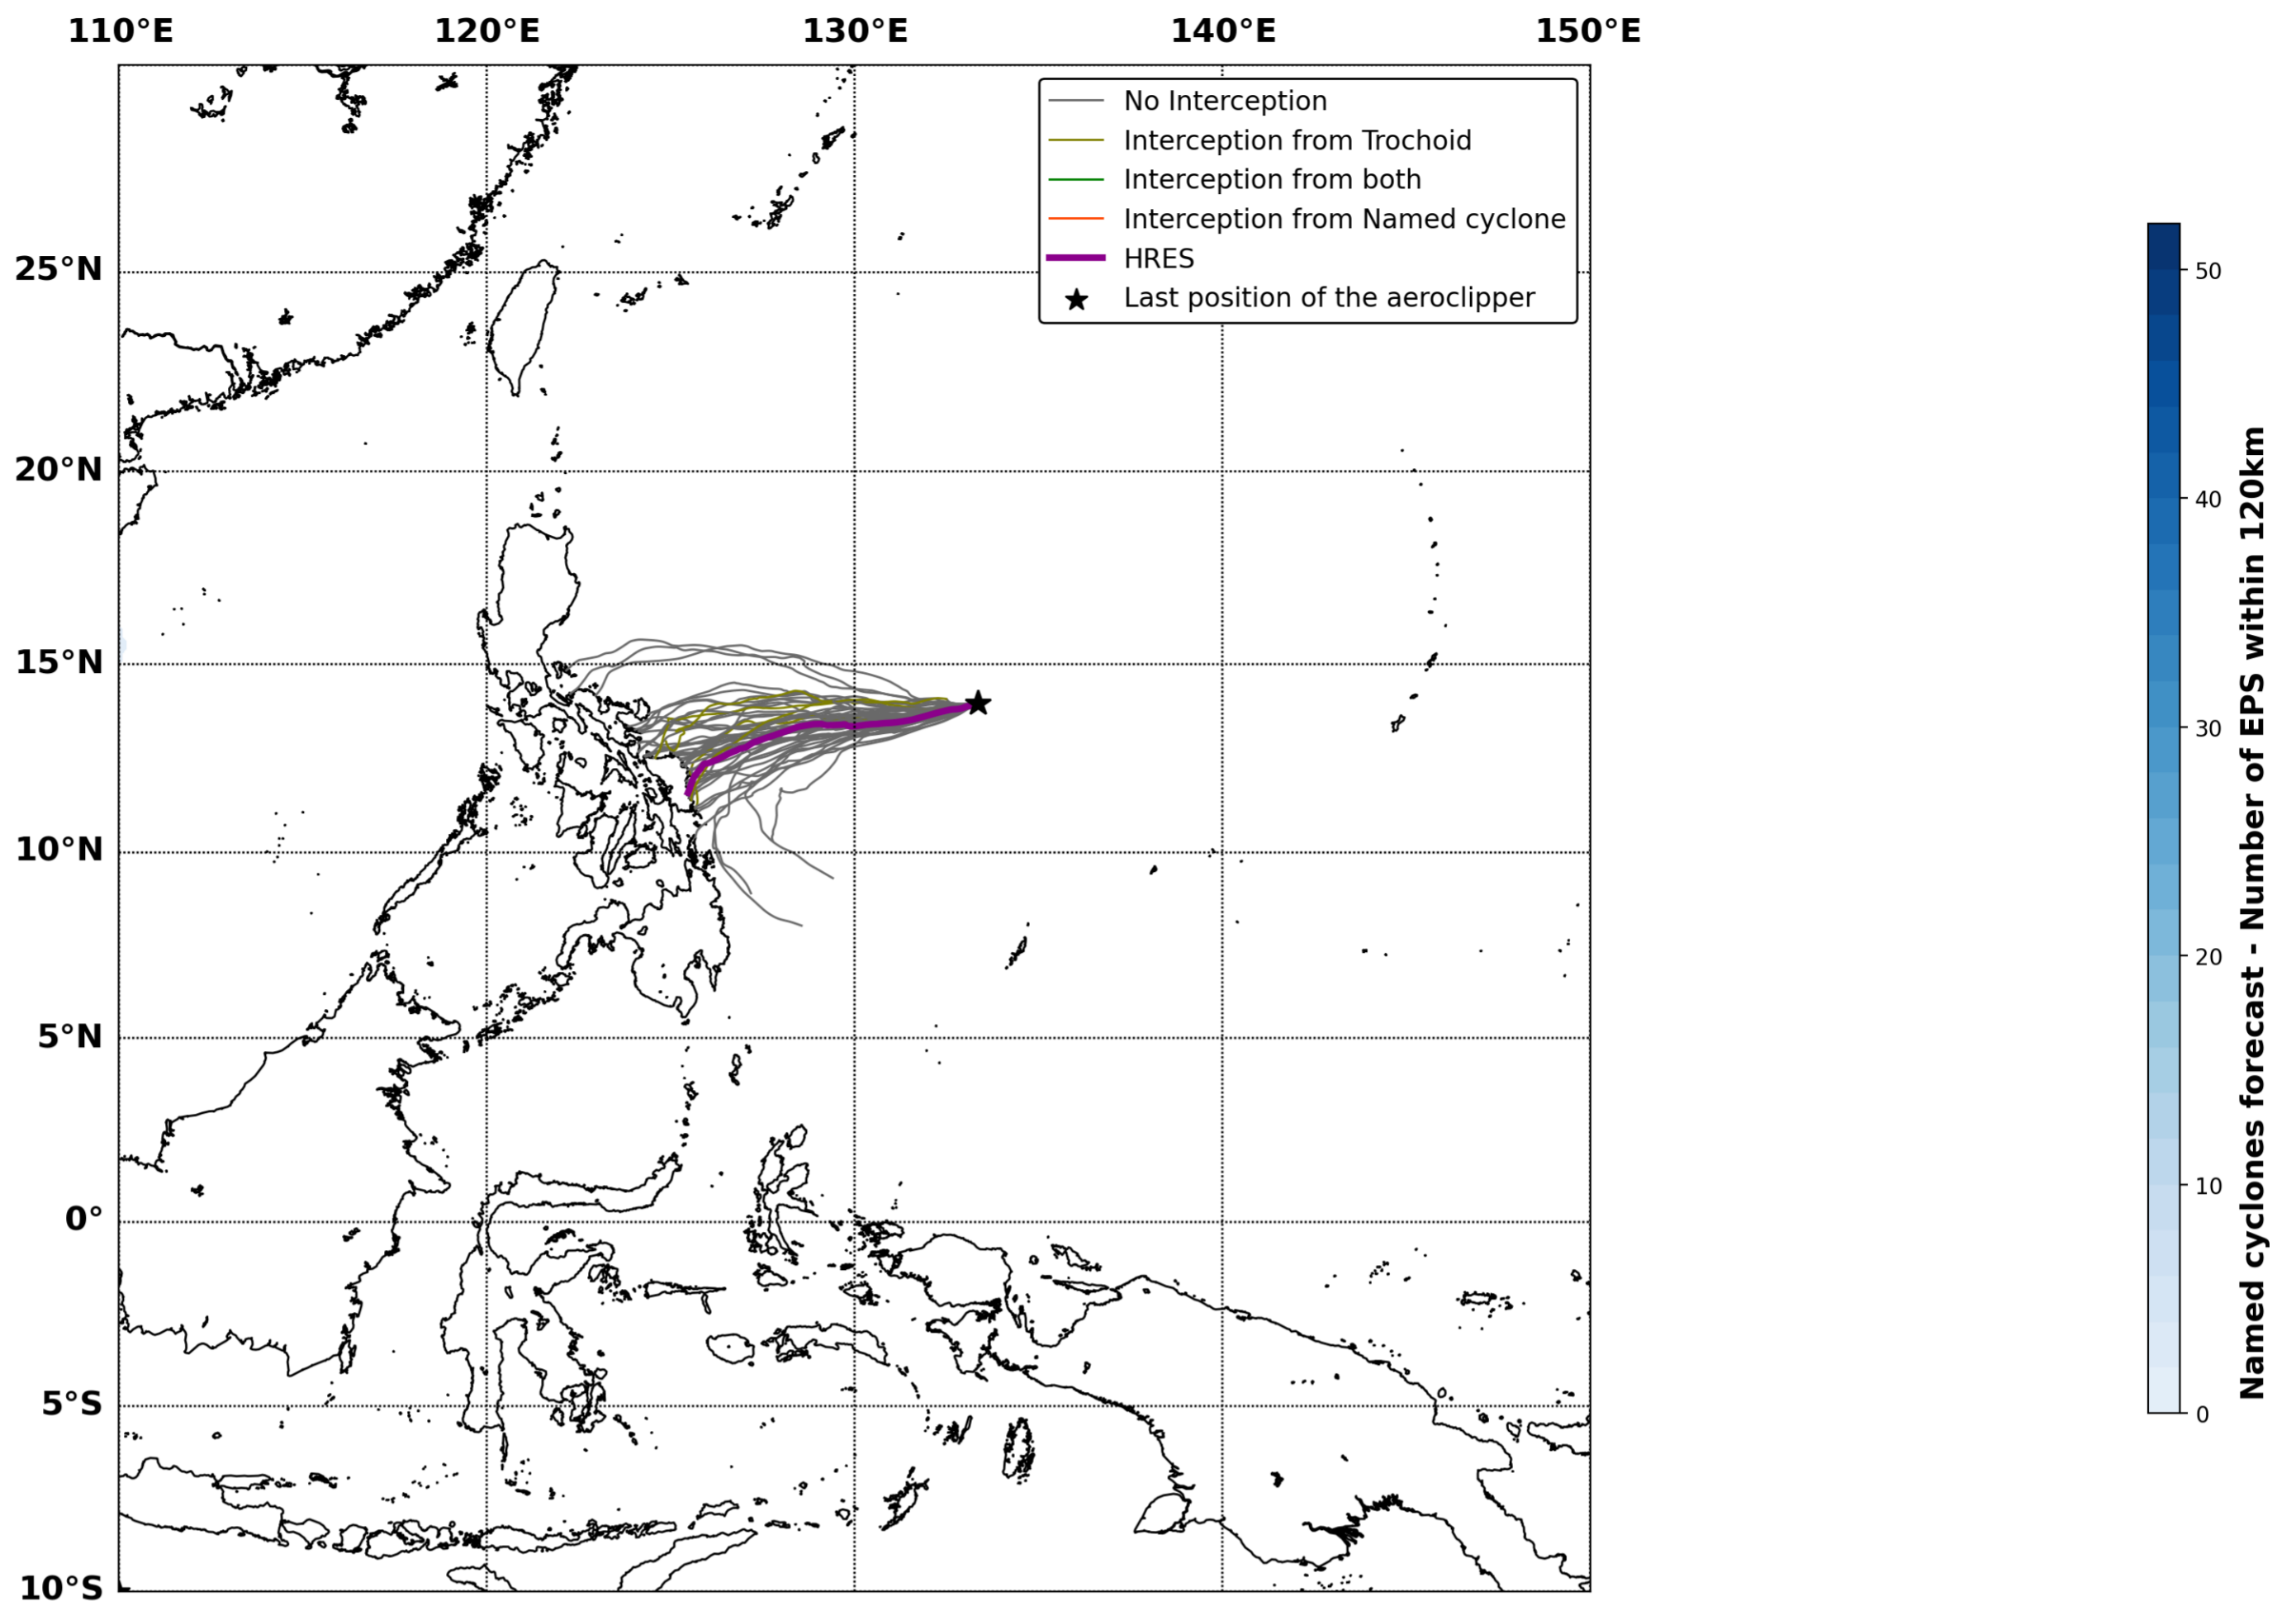 110°E 120°E 130°E 140°E 150°E
No Interception
Interception from Trochoid
Interception from both
Interception from Named cyclone
HRES
Last position of the aeroclipper
25°N
20°N
15°N
10°N
5°N
0°
5°S
10°S
50
40
30
20
10
0
Named cyclones forecast - Number of EPS within 120km